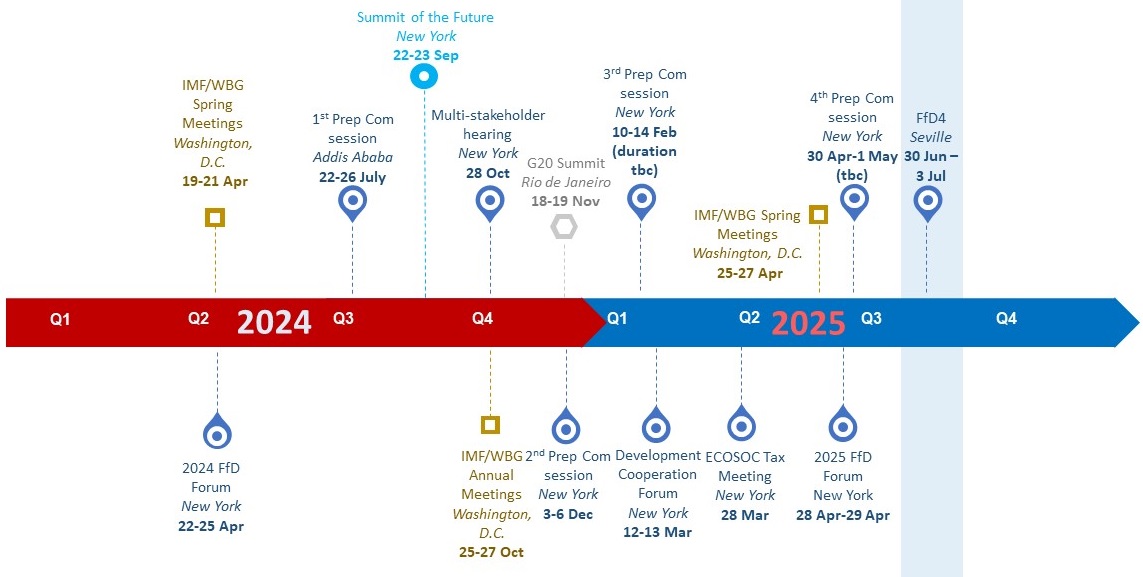 Summit of the Future
New York
22-23 Sep
IMF/WBG
Spring
Meetings
Washington,
D.C.
19-21 Apr
1st Prep Com
session
Addis Ababa
22-26 July
Multi-stakeholder
hearing
New York
28 Oct
G20 Summit
Rio de Janeiro
18-19 Nov
3rd Prep Com
session
New York
10-14 Feb
(duration
tbc)
IMF/WBG Spring
Meetings
Washington, D.C.
25-27 Apr
4th Prep Com
session
New York
30 Apr-1 May
(tbc)
FfD4
Seville
30 Jun –
3 Jul
Q1 Q2 2024 Q3 Q4 Q1 Q2 2025 Q3 Q4
2024 FfD
Forum
New York
22-25 Apr
IMF/WBG
Annual
Meetings
Washington,
D.C.
25-27 Oct
2nd Prep Com
session
New York
3-6 Dec
Development
Cooperation
Forum
New York
12-13 Mar
ECOSOC Tax
Meeting
New York
28 Mar
2025 FfD
Forum
New York
28 Apr-29 Apr